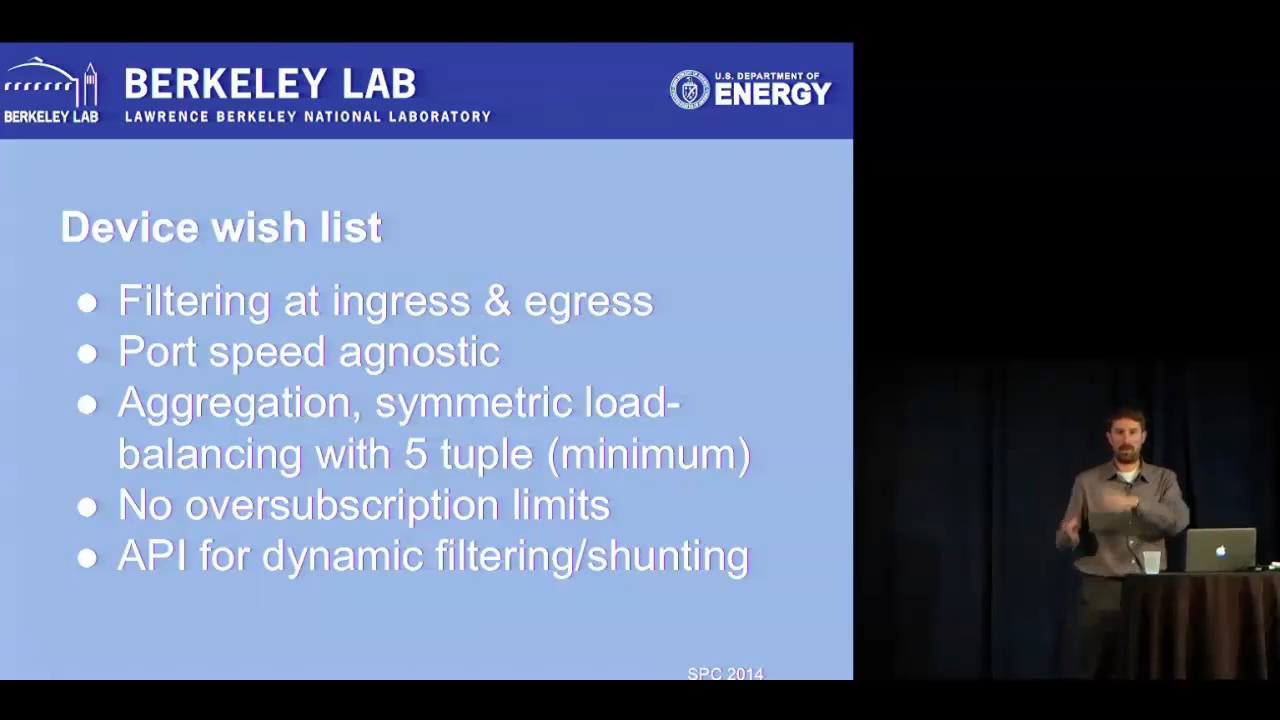 BERKELEY LAB
BERKELEY LAB
LAWRENCE BERKELEY NATIONAL LABORATORY
U.S. DEPARTMENT OF
ENERGY
Device wish list
● Filtering at ingress & egress
● Port speed agnostic
● Aggregation, symmetric load-
balancing with 5 tuple (minimum)
● No oversubscription limits
● API for dynamic filtering/shunting
SPC 2014